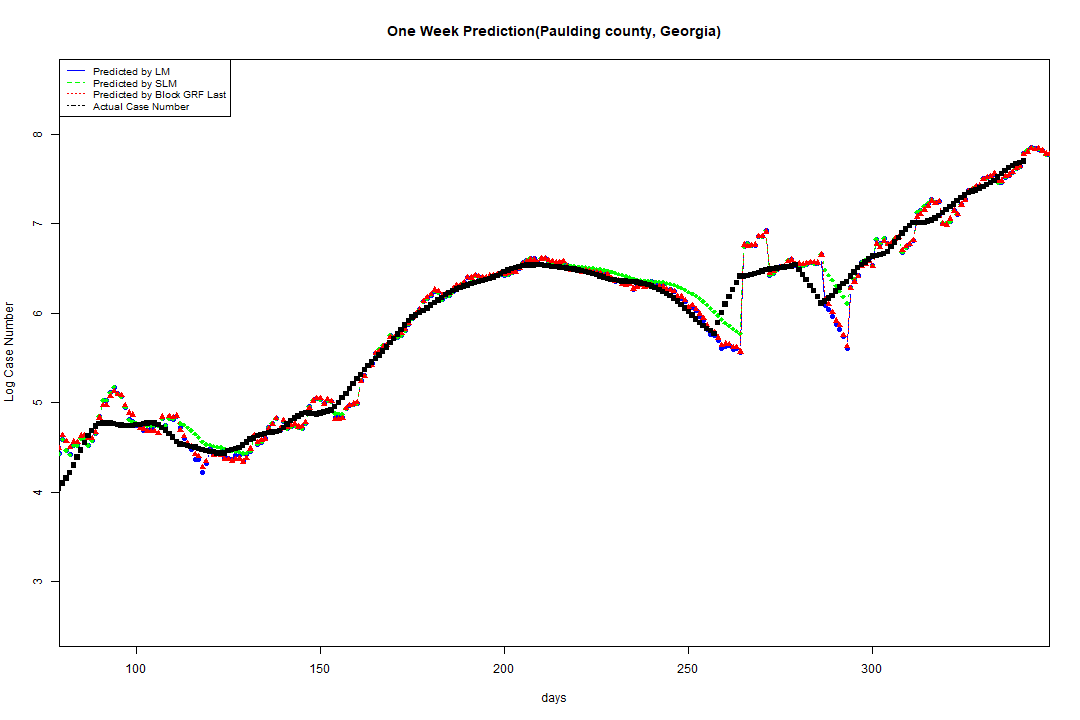 One Week Prediction(Paulding county, Georgia)
Predicted by LM
Predicted by SLM
Predicted by Block GRF Last
Actual Case Number
8
7
6
5
4
3
Log Case Number
100 150 200 250 300
days